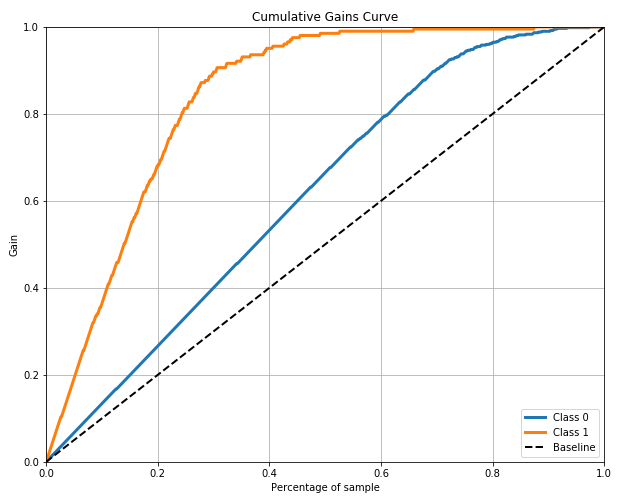 Cumulative Gains Curve
1.0
0.8
0.6
0.4
0.2
0.0
Gain
0.0 0.2 0.4 0.6 0.8 1.0
Percentage of sample
Class 0
Class 1
Baseline